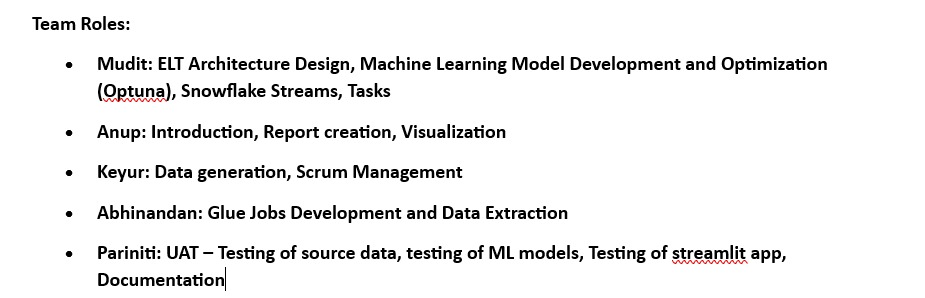 Team Roles:
• Mudit: ELT Architecture Design, Machine Learning Model Development and Optimization
(Optuna), Snowflake Streams, Tasks
• Anup: Introduction, Report creation, Visualization
• Keyur: Data generation, Scrum Management
• Abhinandan: Glue Jobs Development and Data Extraction
• Pariniti: UAT – Testing of source data, testing of ML models, Testing of streamlit app,
Documentation